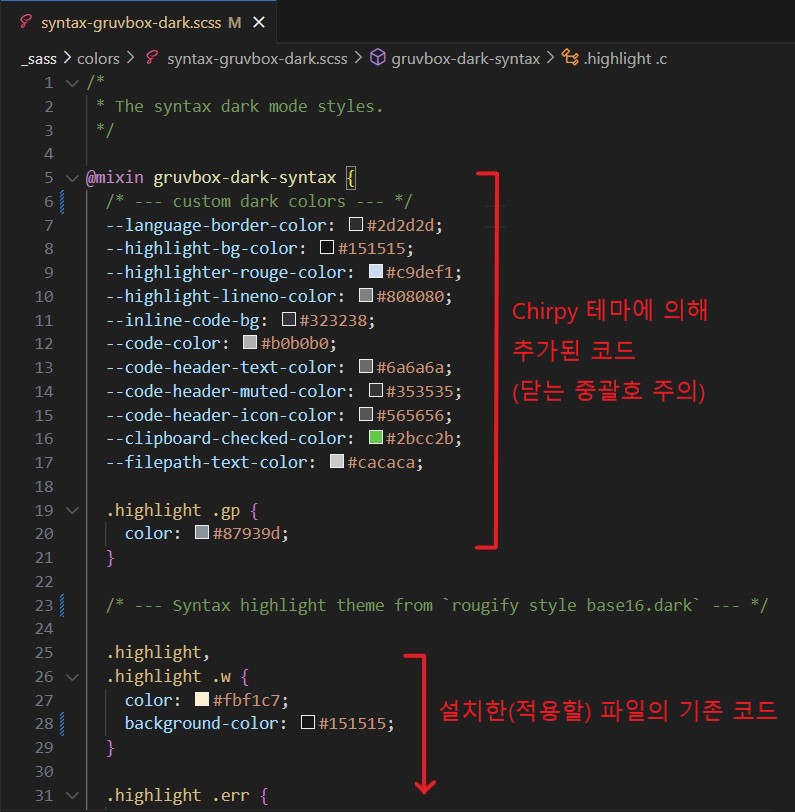 syntax-gruvbox-dark.scss M
_sass > colors > syntax-gruvbox-dark.scss > gruvbox-dark-syntax > .highlight .c
1 /*
2 * The syntax dark mode styles.
3 */
4
5 @mixin gruvbox-dark-syntax {
6 /* --- custom dark colors --- */
7 --language-border-color: #2d2d2d;
8 --highlight-bg-color: #151515;
9 --highlighter-rouge-color: #c9def1;
10 --highlight-lineno-color: #808080;
11 --inline-code-bg: #323238;
12 --code-color: #b0b0b0;
13 --code-header-text-color: #6a6a6a;
14 --code-header-muted-color: #353535;
15 --code-header-icon-color: #565656;
16 --clipboard-checked-color: #2bcc2b;
17 --filepath-text-color: #cacaca;
18
19 .highlight .gp {
20 color: #87939d;
21 }
22
23 /* --- Syntax highlight theme from `rougify style base16.dark` --- */
24
25 .highlight,
26 .highlight .w {
27 color: #fbf1c7;
28 background-color: #151515;
29 }
30
31 .highlight .err {
Chirpy 테마에 의해
추가된 코드
(닫는 중괄호 주의)
설치한(적용할) 파일의 기존 코드